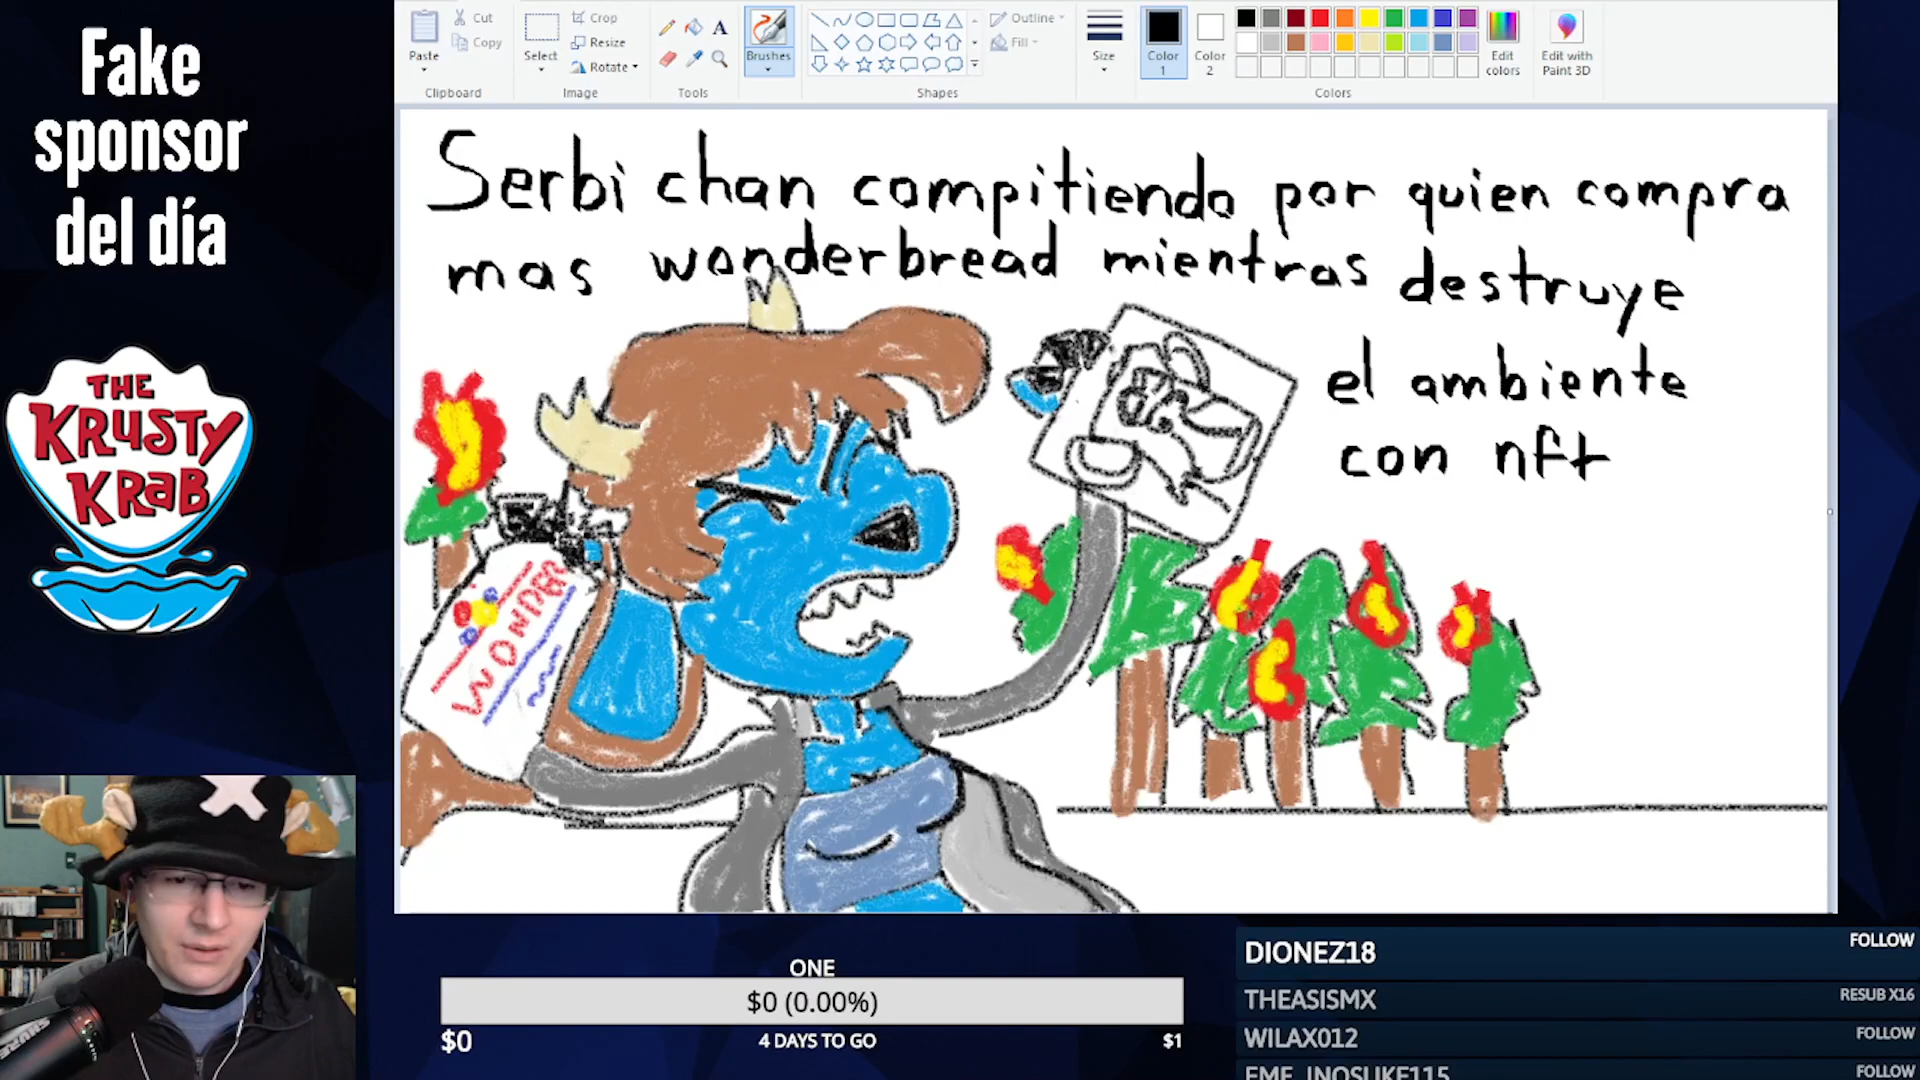 Fake
sponsor
del día
THE
KRUSTY
KRAB
Paste
Cut
Copy
Clipboard
Select
Crop
Resize
Rotate
Image
Tools
Brushes
Outline
Fill
Shapes
Size
Color
1
Color
2
Edit
colors
Edit with
Paint 3D
Colors
Serbi chan compitiendo por quien compra
mas wonderbread mientras destruye
el ambiente
con nft
WONDER
SHURE
ONE
$0 (0.00%)
$0
4 DAYS TO GO
$1
DIONEZ18 FOLLOW
THEASISMX RESUB X16
WILAX012 FOLLOW
EME_INOSUKE115 FOLLOW